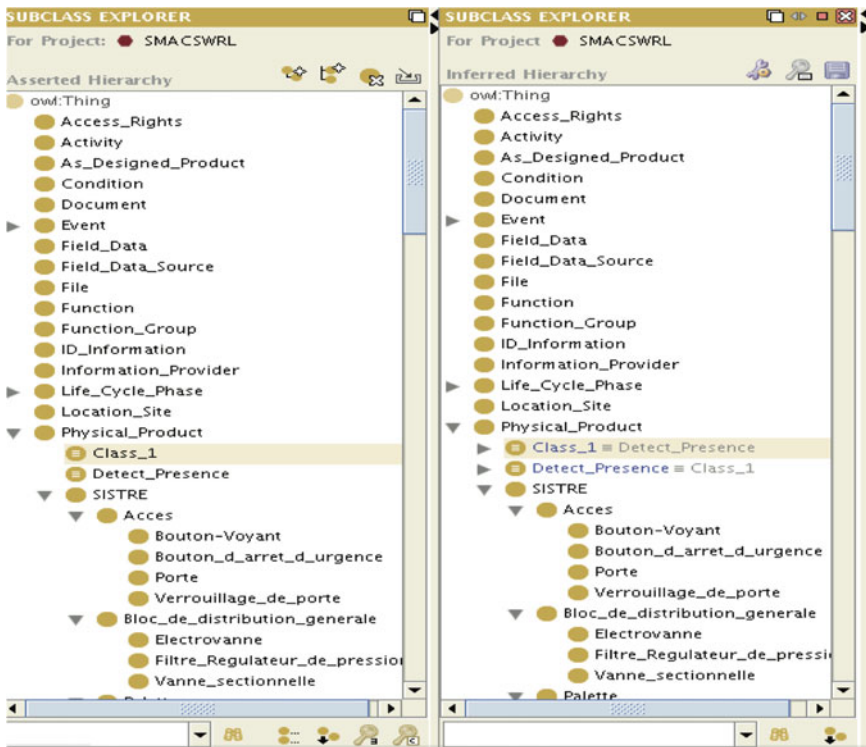 SUBCLASS EXPLORER
For Project: SMACSWRL
Asserted Hierarchy
owl:Thing
Access_Rights
Activity
As_Designed_Product
Condition
Document
Event
Field_Data
Field_Data_Source
File
Function
Function_Group
ID_Information
Information_Provider
Life_Cycle_Phase
Location_Site
Physical_Product
Class_1
Detect_Presence
SISTRE
Acces
Bouton-Voyant
Bouton_d_arret_d_urgence
Porte
Verrouillage_de_porte
Bloc_de_distribution_generale
Electrovanne
Filtre_Regulateur_de_pression
Vanne_sectionnelle
SUBCLASS EXPLORER
For Project SMACSWRL
Inferred Hierarchy
owl:Thing
Access_Rights
Activity
As_Designed_Product
Condition
Document
Event
Field_Data
Field_Data_Source
File
Function
Function_Group
ID_Information
Information_Provider
Life_Cycle_Phase
Location_Site
Physical_Product
Class_1 ≡ Detect_Presence
Detect_Presence ≡ Class_1
SISTRE
Acces
Bouton-Voyant
Bouton_d_arret_d_urgence
Porte
Verrouillage_de_porte
Bloc_de_distribution_generale
Electrovanne
Filtre_Regulateur_de_pressi
Vanne_sectionnelle
Palette